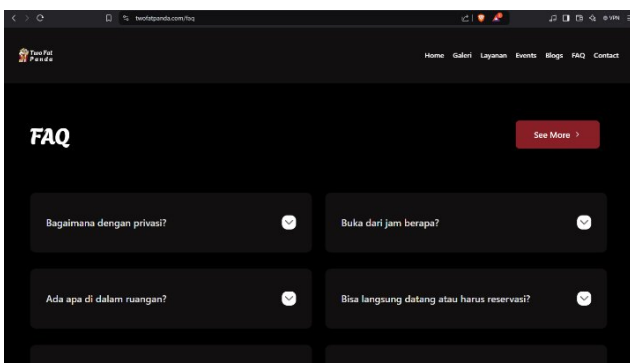 twofatpanda.com/faq
VPN
Two Fat
Panda
Home Galeri Layanan Events Blogs FAQ Contact
FAQ
See More
Bagaimana dengan privasi?
Buka dari jam berapa?
Ada apa di dalam ruangan?
Bisa langsung datang atau harus reservasi?